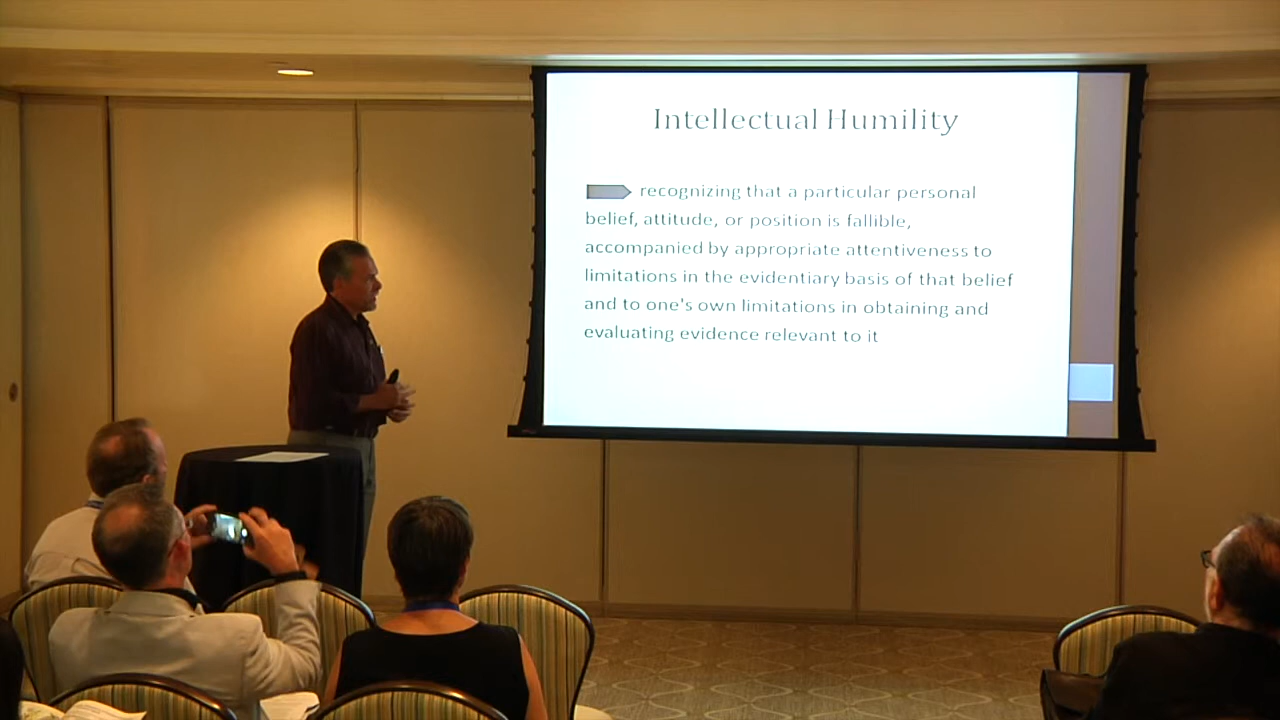 Intellectual Humility
recognizing that a particular personal
belief, attitude, or position is fallible,
accompanied by appropriate attentiveness to
limitations in the evidentiary basis of that belief
and to one's own limitations in obtaining and
evaluating evidence relevant to it